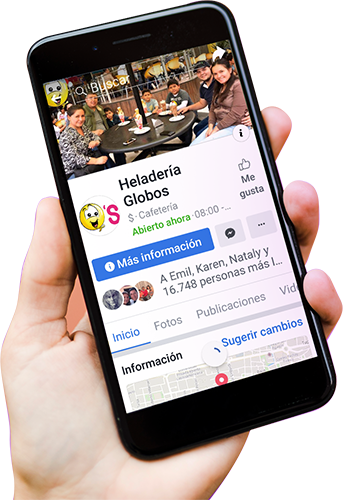 Buscar
Heladería
Globos
'S
$ · Cafetería
Abierto ahora · 08:00 -...
Me
gusta
Más información
A Emil, Karen, Nataly y
16.748 personas más l...
Inicio Fotos Publicaciones Vid
Información
Sugerir cambios